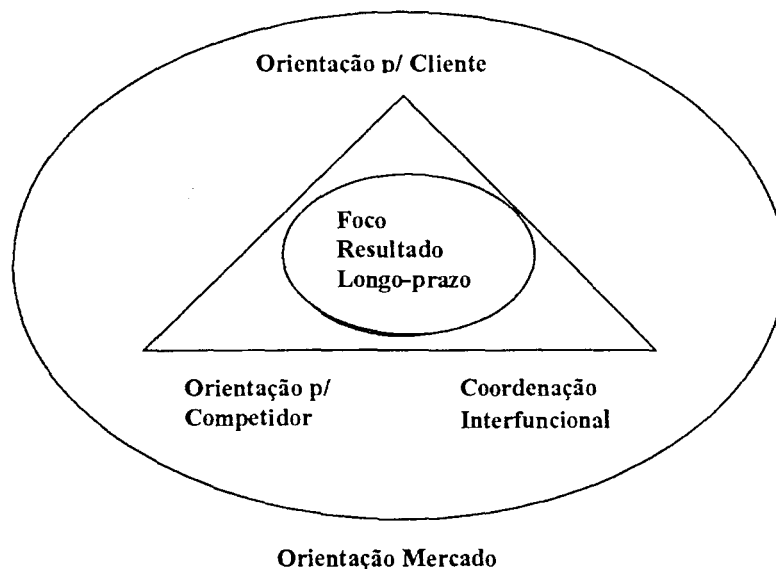 Orientação p/ Cliente
Foco
Resultado
Longo-prazo
Orientação p/
Competidor
Coordenação
Interfuncional
Orientação Mercado